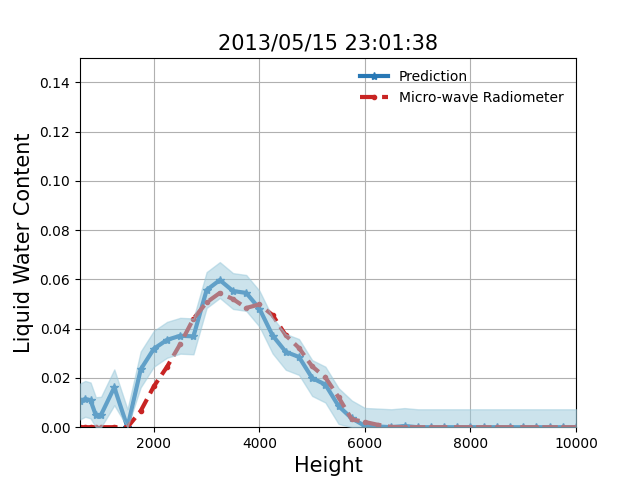 2013/05/15 23:01:38
Prediction
Micro-wave Radiometer
Liquid Water Content
0.14
0.12
0.10
0.08
0.06
0.04
0.02
0.00
2000 4000 6000 8000 10000
Height